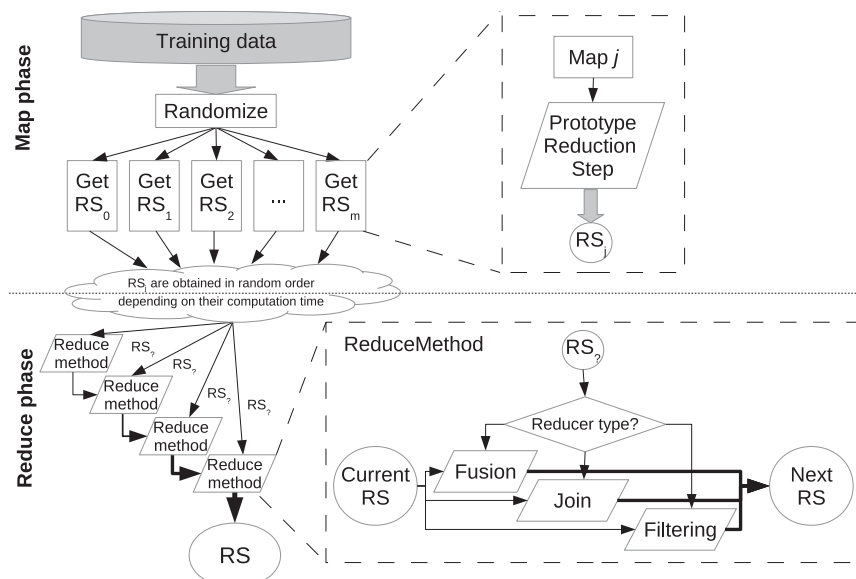 Map phase
Training data
Randomize
Get RS0
Get RS1
Get RS2
...
Get RSm
Map j
Prototype
Reduction
Step
RSj
RSi are obtained in random order
depending on their computation time
Reduce phase
Reduce
method
RS?
Reduce
method
RS?
Reduce
method
RS?
Reduce
method
RS?
RS
ReduceMethod
RS?
Reducer type?
Current
RS
Fusion
Join
Filtering
Next
RS